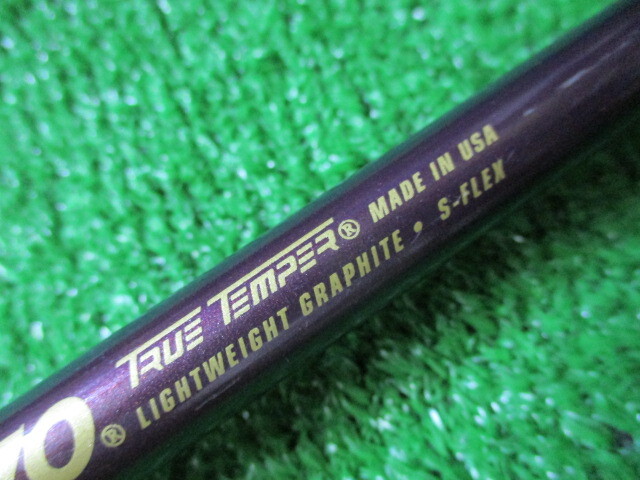 TRUE TEMPER® MADE IN USA
® LIGHTWEIGHT GRAPHITE • S-FLEX